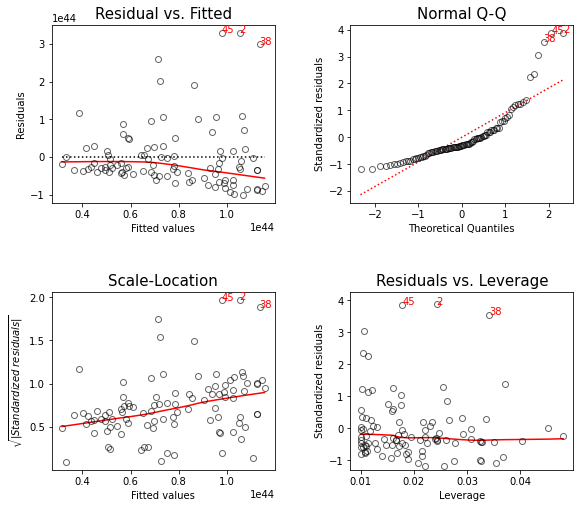 Residual vs. Fitted
1e44
45 2
38
3
2
1
0
−1
0.4 0.6 0.8 1.0
1e44
Residuals
Fitted values
Normal Q-Q
45 2
38
4
3
2
1
0
−1
−2
−2 −1 0 1 2
Standardized residuals
Theoretical Quantiles
Scale-Location
45 2
38
2.0
1.5
1.0
0.5
0.4 0.6 0.8 1.0
1e44
√|Standardized residuals|
Fitted values
Residuals vs. Leverage
45 2
38
4
3
2
1
0
−1
0.01 0.02 0.03 0.04
Standardized residuals
Leverage